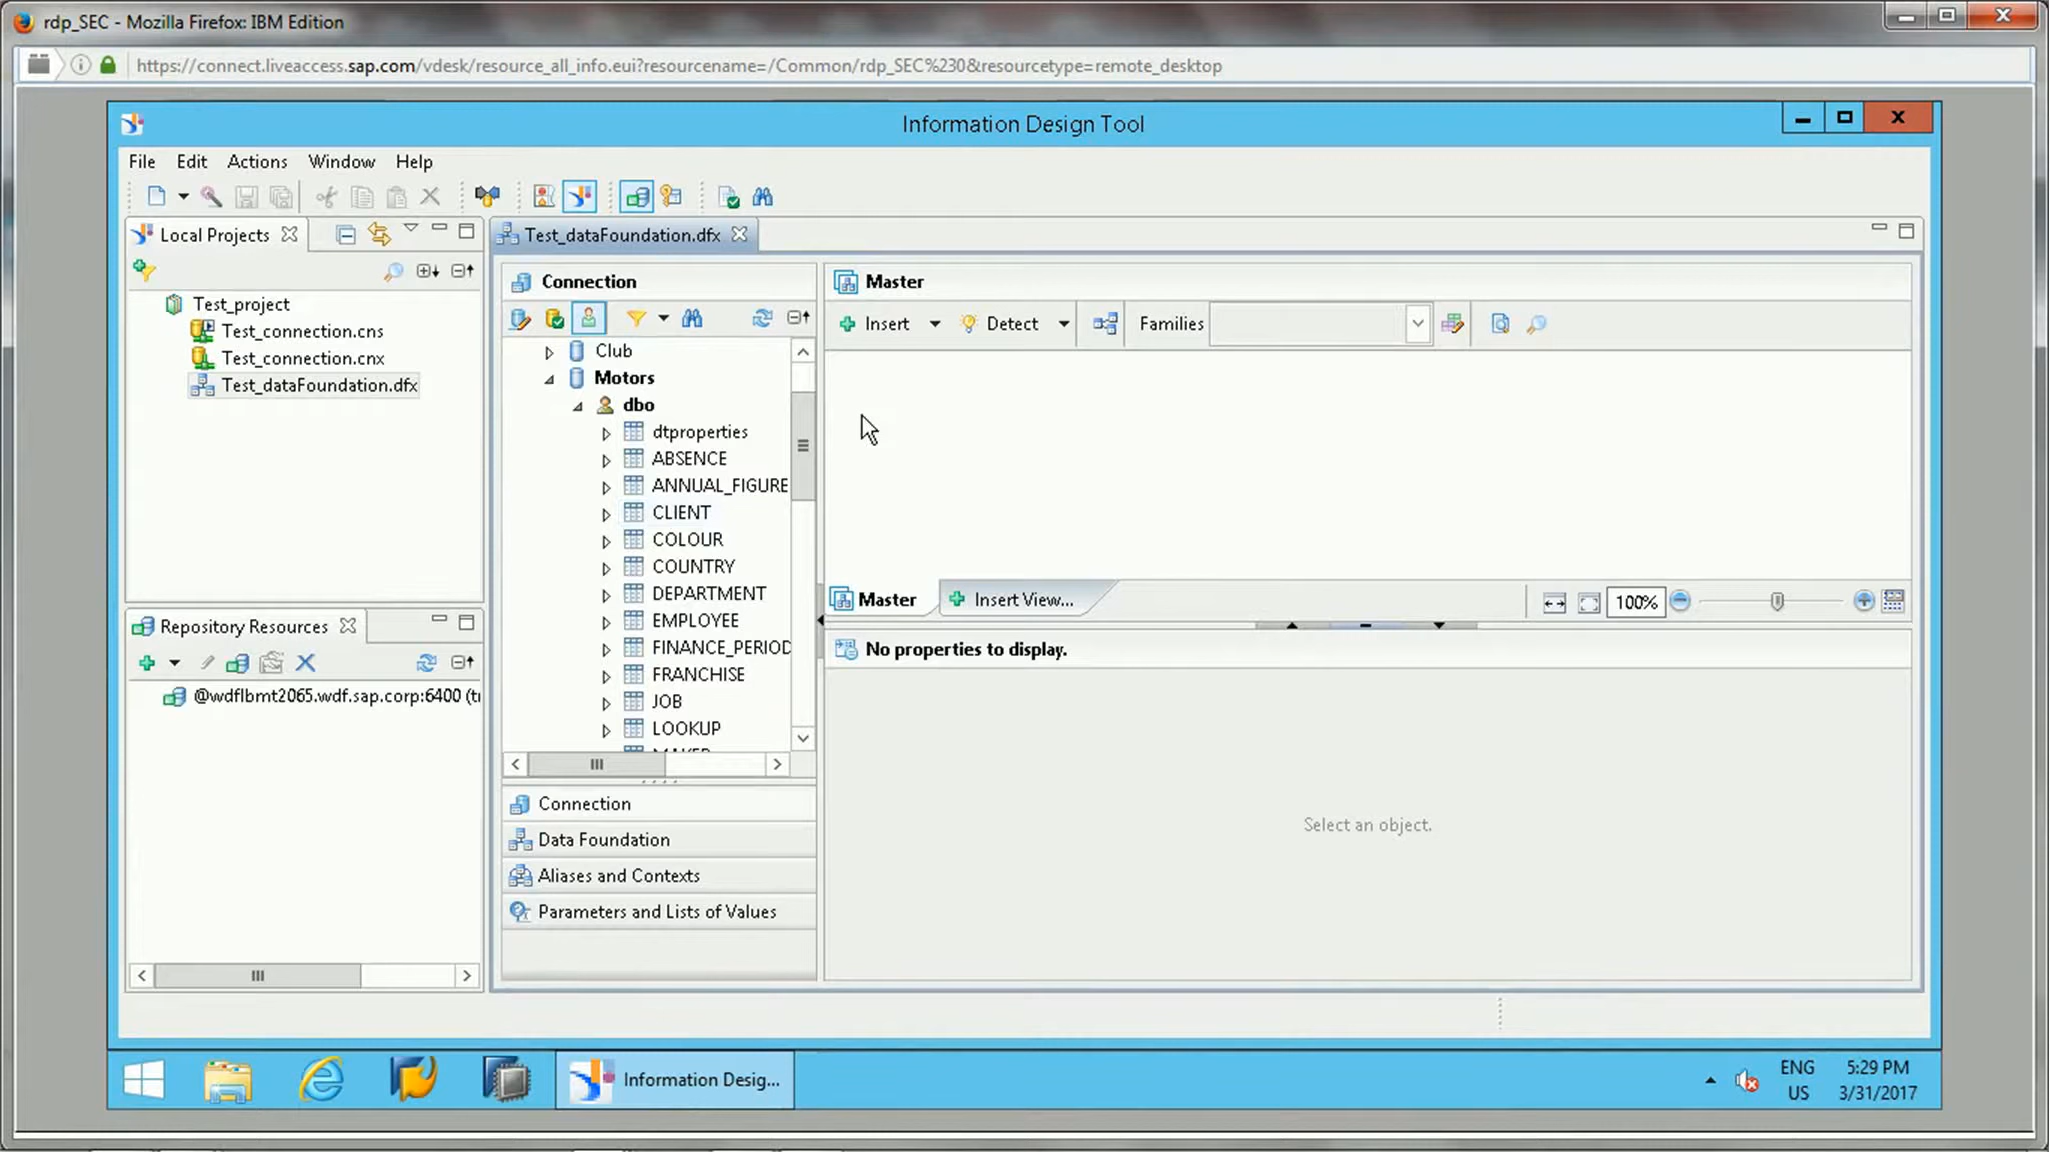 rdp_SEC - Mozilla Firefox: IBM Edition
https://connect.liveaccess.sap.com/vdesk/resource_all_info.eui?resourcename=/Common/rdp_SEC%230&resourcetype=remote_desktop
Information Design Tool
File Edit Actions Window Help
Local Projects
Test_project
Test_connection.cns
Test_connection.cnx
Test_dataFoundation.dfx
Repository Resources
@wdflbmt2065.wdf.sap.corp:6400 (tr
Test_dataFoundation.dfx
Connection
Club
Motors
dbo
dtproperties
ABSENCE
ANNUAL_FIGURE
CLIENT
COLOUR
COUNTRY
DEPARTMENT
EMPLOYEE
FINANCE_PERIOD
FRANCHISE
JOB
LOOKUP
Connection
Data Foundation
Aliases and Contexts
Parameters and Lists of Values
Master
Insert Detect Families
Master Insert View... 100%
No properties to display.
Select an object.
Information Desig...
ENG
US
5:29 PM
3/31/2017